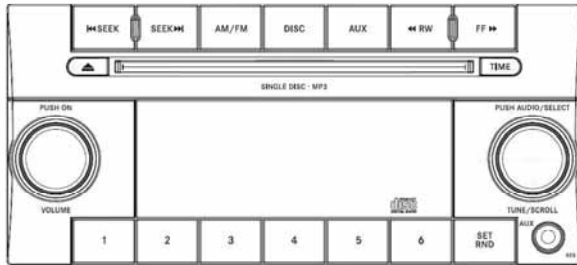 ⏮ SEEK
SEEK ⏭
AM/FM
DISC
AUX
◀◀ RW
FF ▶▶
TIME
SINGLE DISC · MP3
PUSH ON
VOLUME
PUSH AUDIO/SELECT
TUNE/SCROLL
disc
1
2
3
4
5
6
SET
RND
AUX